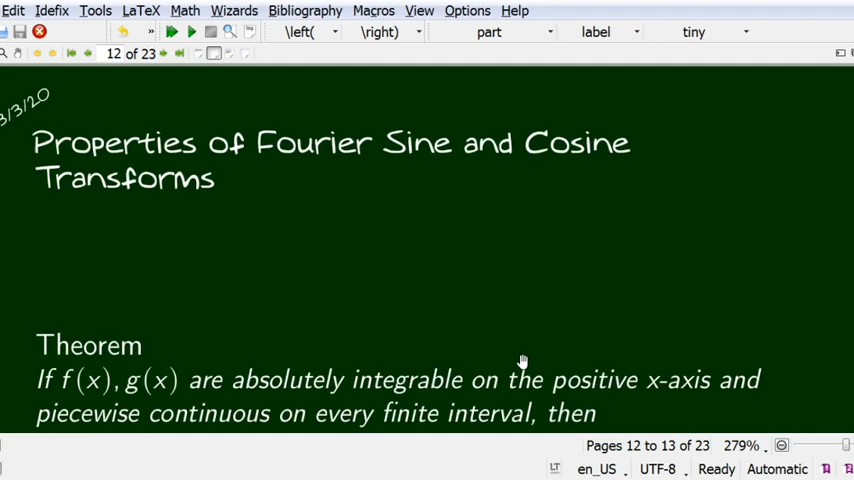 Edit Idefix Tools LaTeX Math Wizards Bibliography Macros View Options Help
» \left( \right) part label tiny
12 of 23
3/3/20
Properties of Fourier Sine and Cosine
Transforms
Theorem
If f(x), g(x) are absolutely integrable on the positive x-axis and
piecewise continuous on every finite interval, then
Pages 12 to 13 of 23 279%
LT en_US UTF-8 Ready Automatic